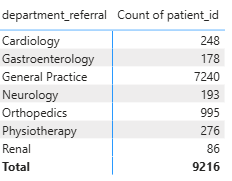 department_referral Count of patient_id
Cardiology 248
Gastroenterology 178
General Practice 7240
Neurology 193
Orthopedics 995
Physiotherapy 276
Renal 86
Total 9216